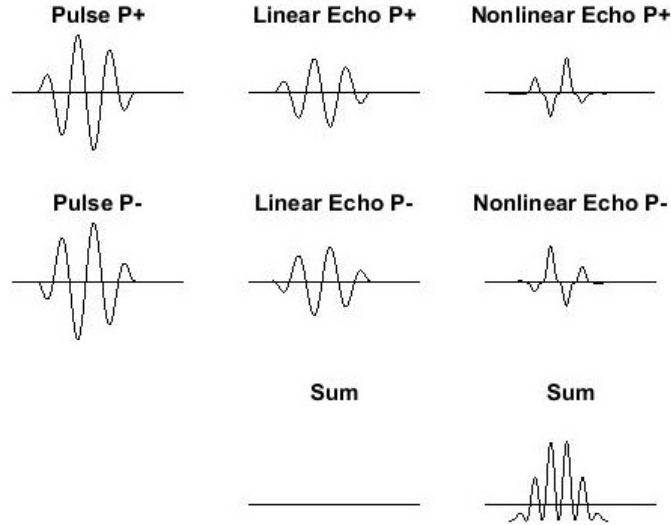 Pulse P+
Linear Echo P+
Nonlinear Echo P+
Pulse P-
Linear Echo P-
Nonlinear Echo P-
Sum
Sum